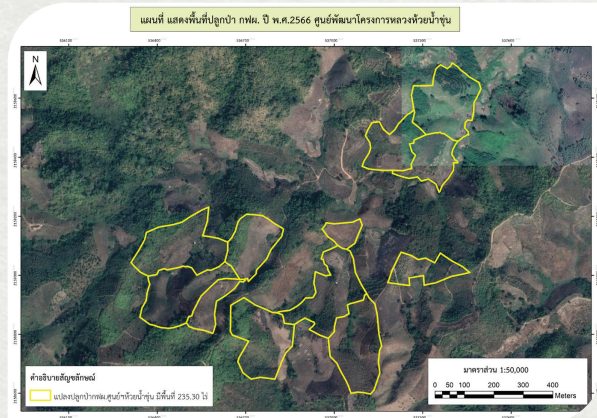 แผนที่ แสดงพื้นที่ปลูกป่า กฟผ. ปี พ.ศ.2566 ศูนย์พัฒนาโครงการหลวงห้วยน้ำขุ่น
N
คำอธิบายสัญลักษณ์
แปลงปลูกป่ากฟผ.ศูนย์ฯห้วยน้ำขุ่น มีพื้นที่ 235.30 ไร่
มาตราส่วน 1:50,000
0 50 100 200 300 400
Meters